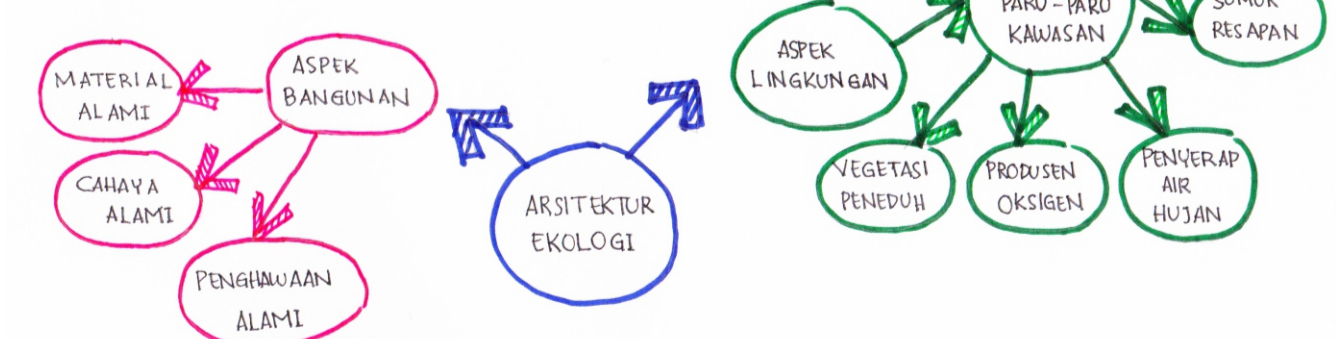 MATERIAL
ALAMI
ASPEK
BANGUNAN
CAHAYA
ALAMI
PENGHAWAAN
ALAMI
ARSITEKTUR
EKOLOGI
ASPEK
LINGKUNGAN
PARU-PARU
KAWASAN
SUMUR
RESAPAN
VEGETASI
PENEDUH
PRODUSEN
OKSIGEN
PENYERAP
AIR
HUJAN